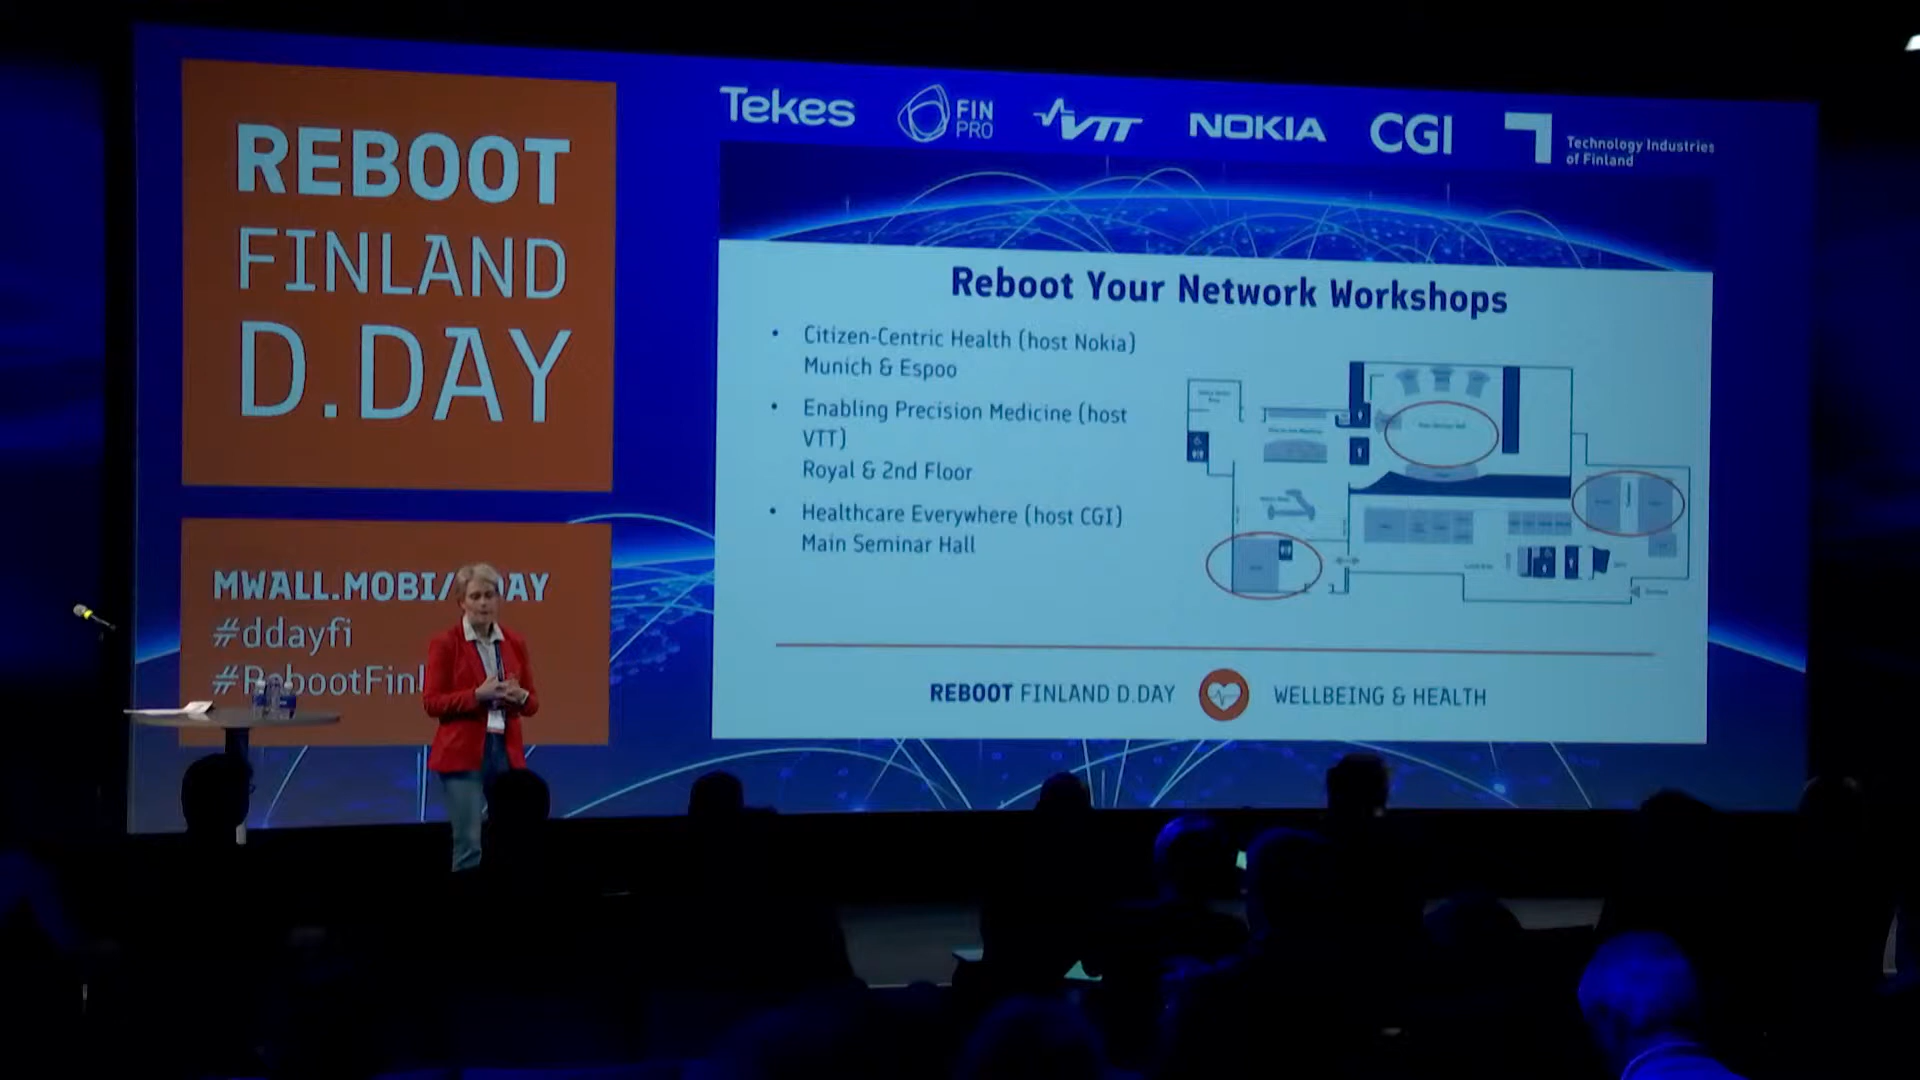 REBOOT
FINLAND
D.DAY
MWALL.MOBI/ DAY
#ddayfi
#RebootFinl
Tekes
FIN
PRO
VTT
NOKIA
CGI
Technology Industries
of Finland
Reboot Your Network Workshops
• Citizen-Centric Health (host Nokia)
Munich & Espoo
• Enabling Precision Medicine (host
VTT)
Royal & 2nd Floor
• Healthcare Everywhere (host CGI)
Main Seminar Hall
REBOOT FINLAND D.DAY
WELLBEING & HEALTH